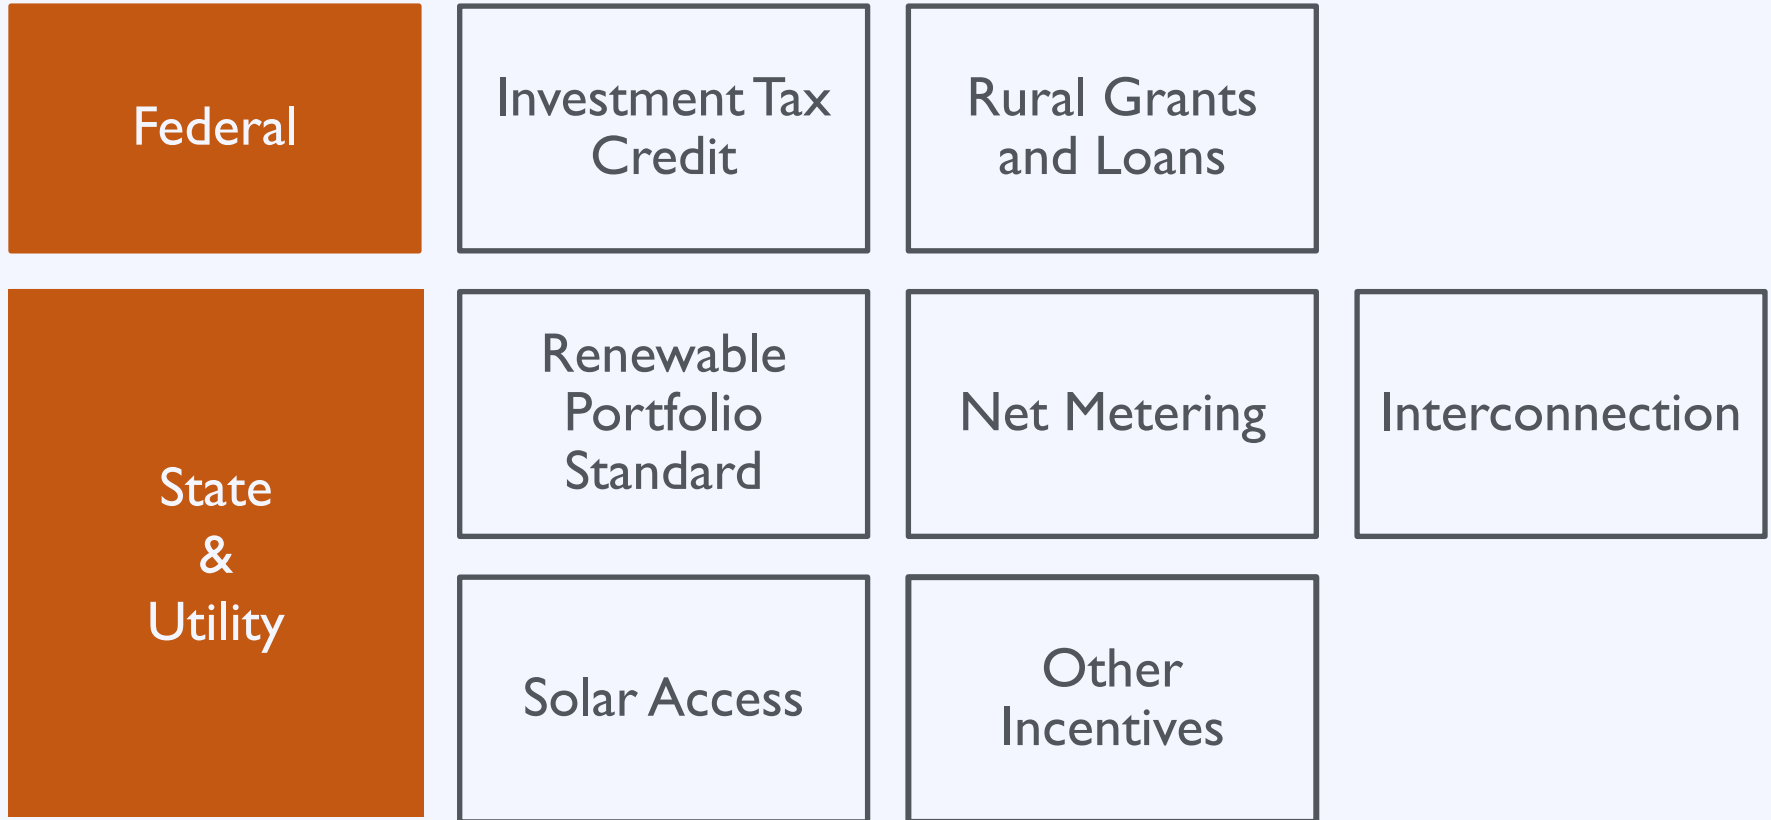 Federal
Investment Tax
Credit
Rural Grants
and Loans
State
&
Utility
Renewable
Portfolio
Standard
Net Metering
Interconnection
Solar Access
Other
Incentives